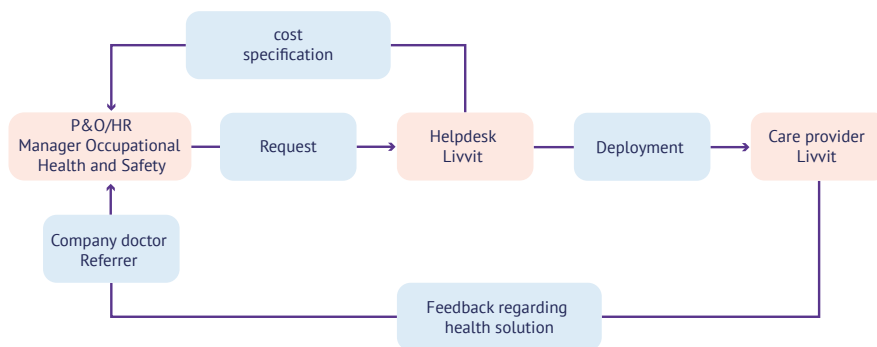 cost
specification
P&O/HR
Manager Occupational
Health and Safety
Request
Helpdesk
Livvit
Deployment
Care provider
Livvit
Company doctor
Referrer
Feedback regarding
health solution